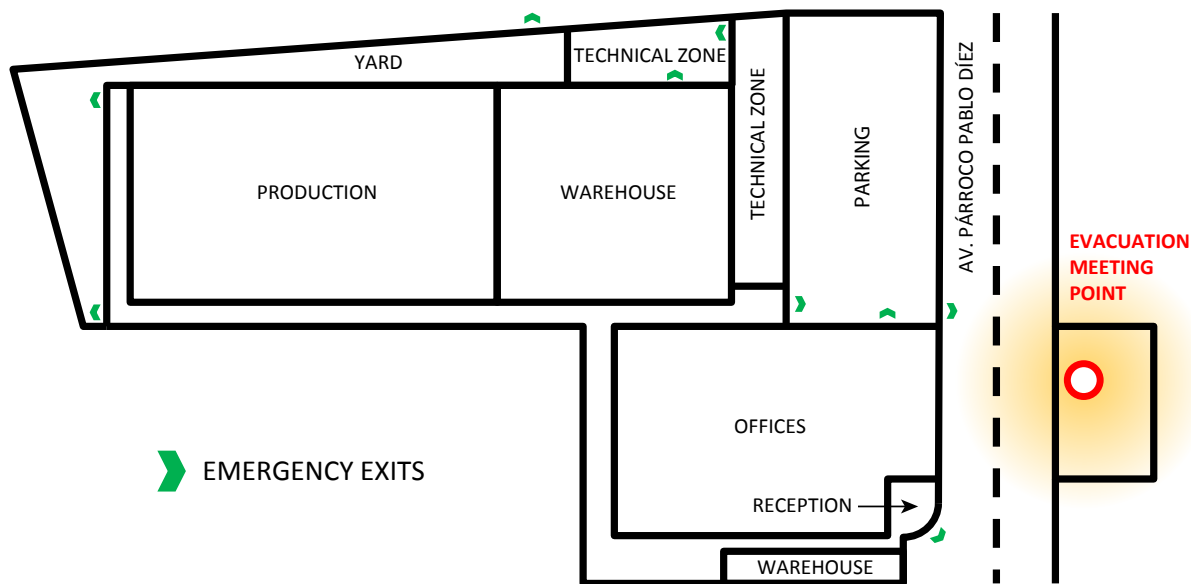 YARD
TECHNICAL ZONE
TECHNICAL ZONE
PARKING
AV. PÁRROCO PABLO DÍEZ
PRODUCTION
WAREHOUSE
EVACUATION
MEETING
POINT
OFFICES
EMERGENCY EXITS
RECEPTION
WAREHOUSE